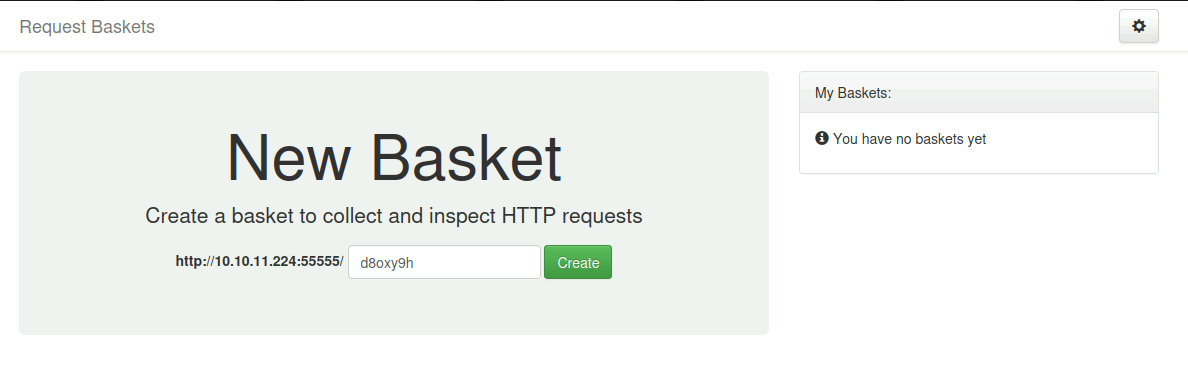 Request Baskets
New Basket
Create a basket to collect and inspect HTTP requests
http://10.10.11.224:55555/ d8oxy9h Create
My Baskets:
You have no baskets yet